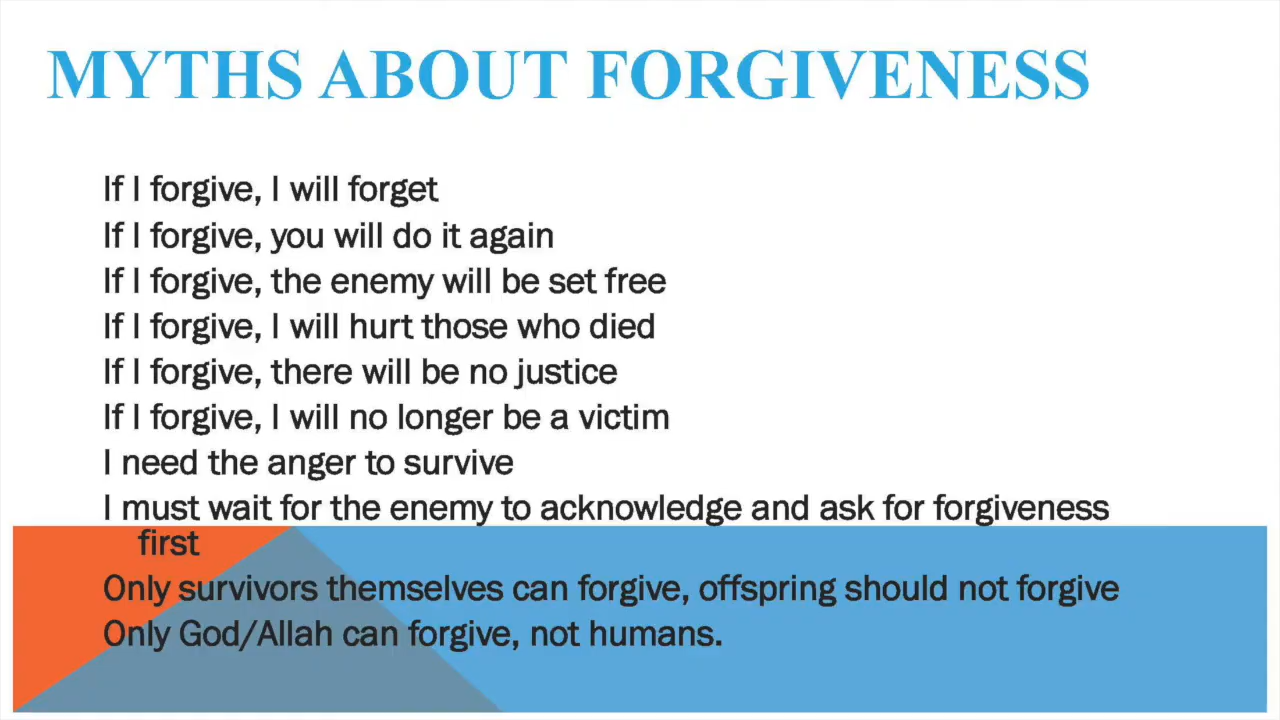 MYTHS ABOUT FORGIVENESS
If I forgive, I will forget
If I forgive, you will do it again
If I forgive, the enemy will be set free
If I forgive, I will hurt those who died
If I forgive, there will be no justice
If I forgive, I will no longer be a victim
I need the anger to survive
I must wait for the enemy to acknowledge and ask for forgiveness
first
Only survivors themselves can forgive, offspring should not forgive
Only God/Allah can forgive, not humans.